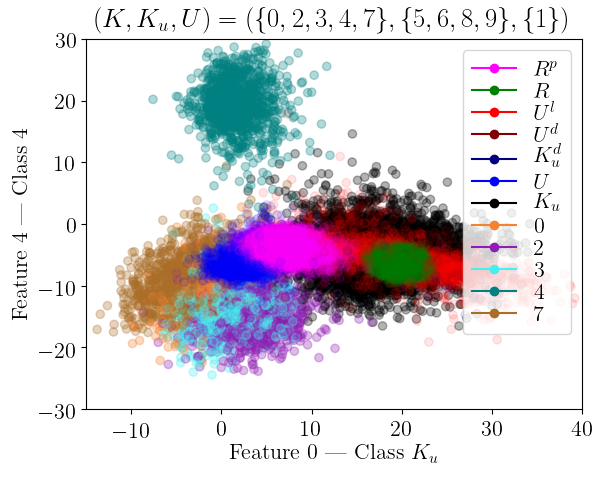 (K, K_u, U) = ({0, 2, 3, 4, 7}, {5, 6, 8, 9}, {1})
Feature 4 — Class 4
30
20
10
0
−10
−20
−30
R^p
R
U^l
U^d
K_u^d
U
K_u
0
2
3
4
7
−10 0 10 20 30 40
Feature 0 — Class K_u